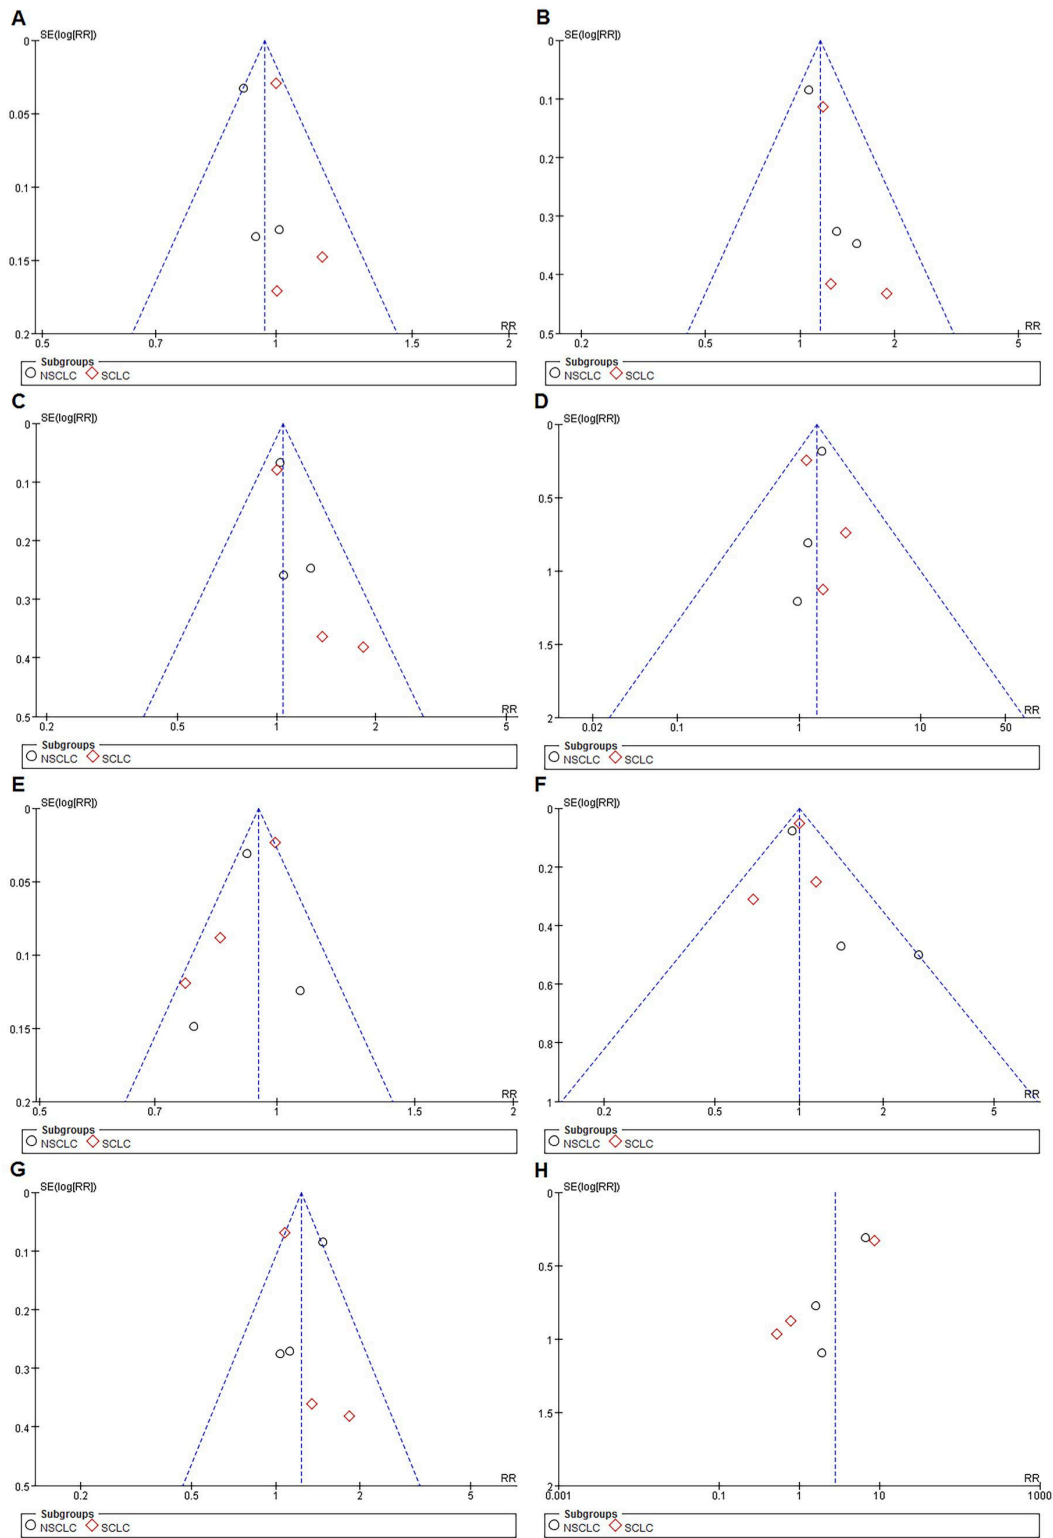 A
SE(log[RR])
0
0.05
0.1
0.15
0.2
0.5 0.7 1 1.5 2
RR
Subgroups
NSCLC SCLC
B
SE(log[RR])
0
0.1
0.2
0.3
0.4
0.5
0.2 0.5 1 2 5
RR
Subgroups
NSCLC SCLC
C
SE(log[RR])
0
0.1
0.2
0.3
0.4
0.5
0.2 0.5 1 2 5
RR
Subgroups
NSCLC SCLC
D
SE(log[RR])
0
0.5
1
1.5
2
0.02 0.1 1 10 50
RR
Subgroups
NSCLC SCLC
E
SE(log[RR])
0
0.05
0.1
0.15
0.2
0.5 0.7 1 1.5 2
RR
Subgroups
NSCLC SCLC
F
SE(log[RR])
0
0.2
0.4
0.6
0.8
1
0.2 0.5 1 2 5
RR
Subgroups
NSCLC SCLC
G
SE(log[RR])
0
0.1
0.2
0.3
0.4
0.5
0.2 0.5 1 2 5
RR
Subgroups
NSCLC SCLC
H
SE(log[RR])
0
0.5
1
1.5
2
0.001 0.1 1 10 1000
RR
Subgroups
NSCLC SCLC